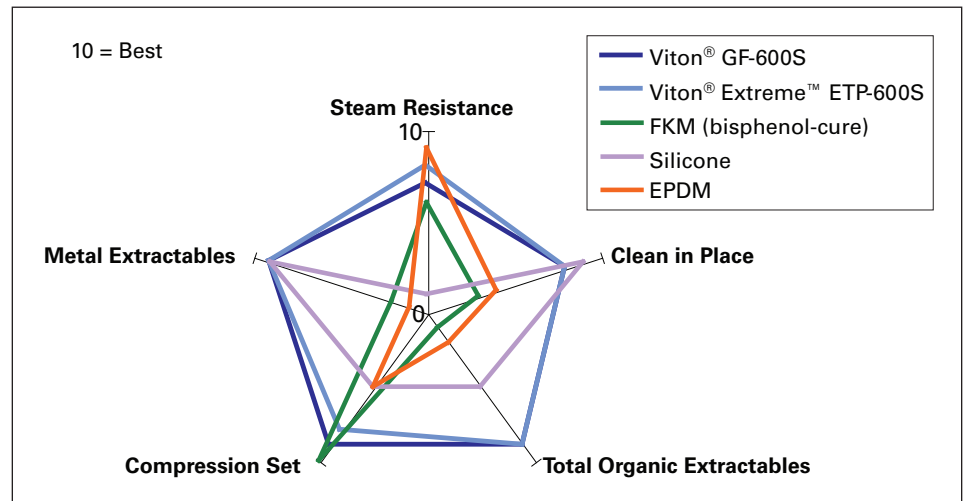 10 = Best
Viton® GF-600S
Viton® Extreme™ ETP-600S
FKM (bisphenol-cure)
Silicone
EPDM
Steam Resistance
10
Metal Extractables
Clean in Place
0
Compression Set
Total Organic Extractables